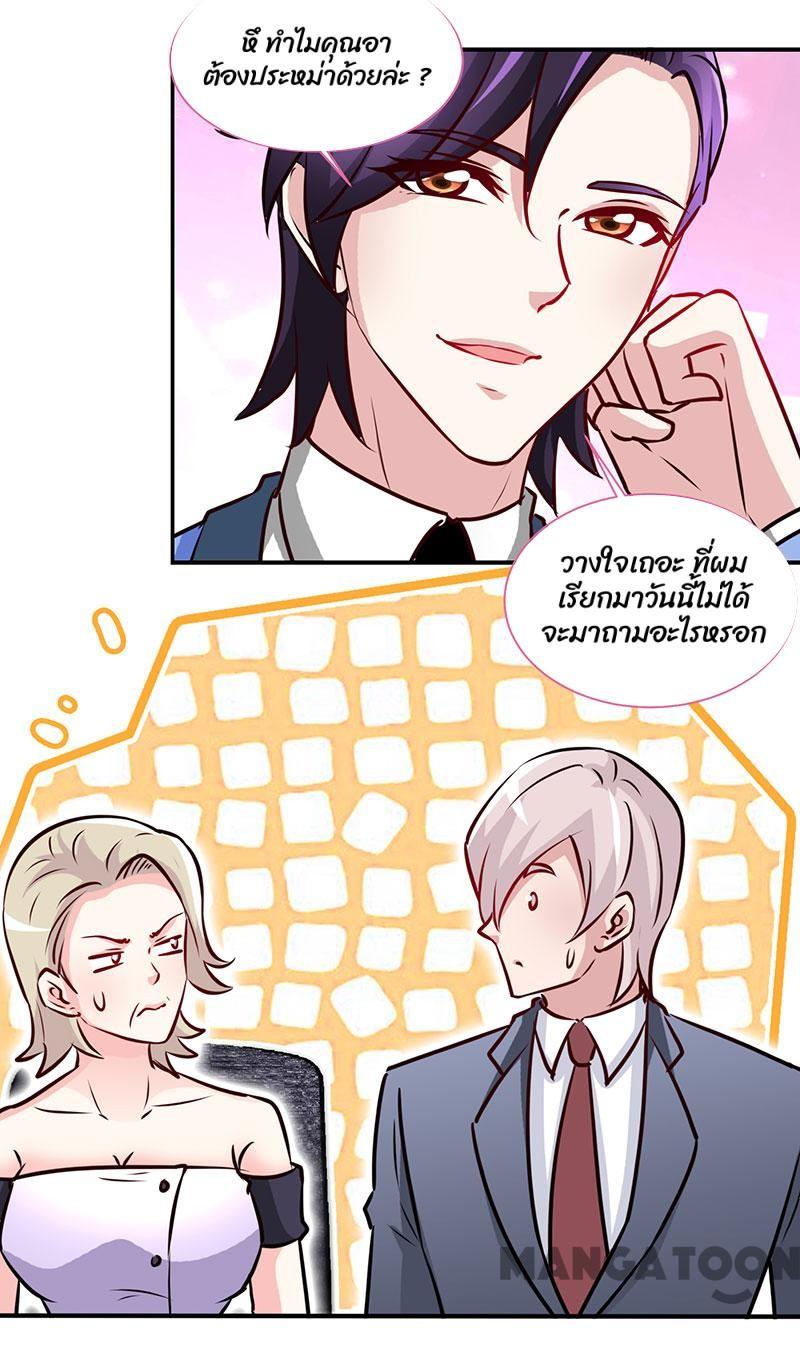 หึ ทำไมคุณอา
ต้องประหม่าด้วยล่ะ ?
วางใจเถอะ ที่ผม
เรียกมาวันนี้ไม่ได้
จะมาถามอะไรหรอก
MANGATOON